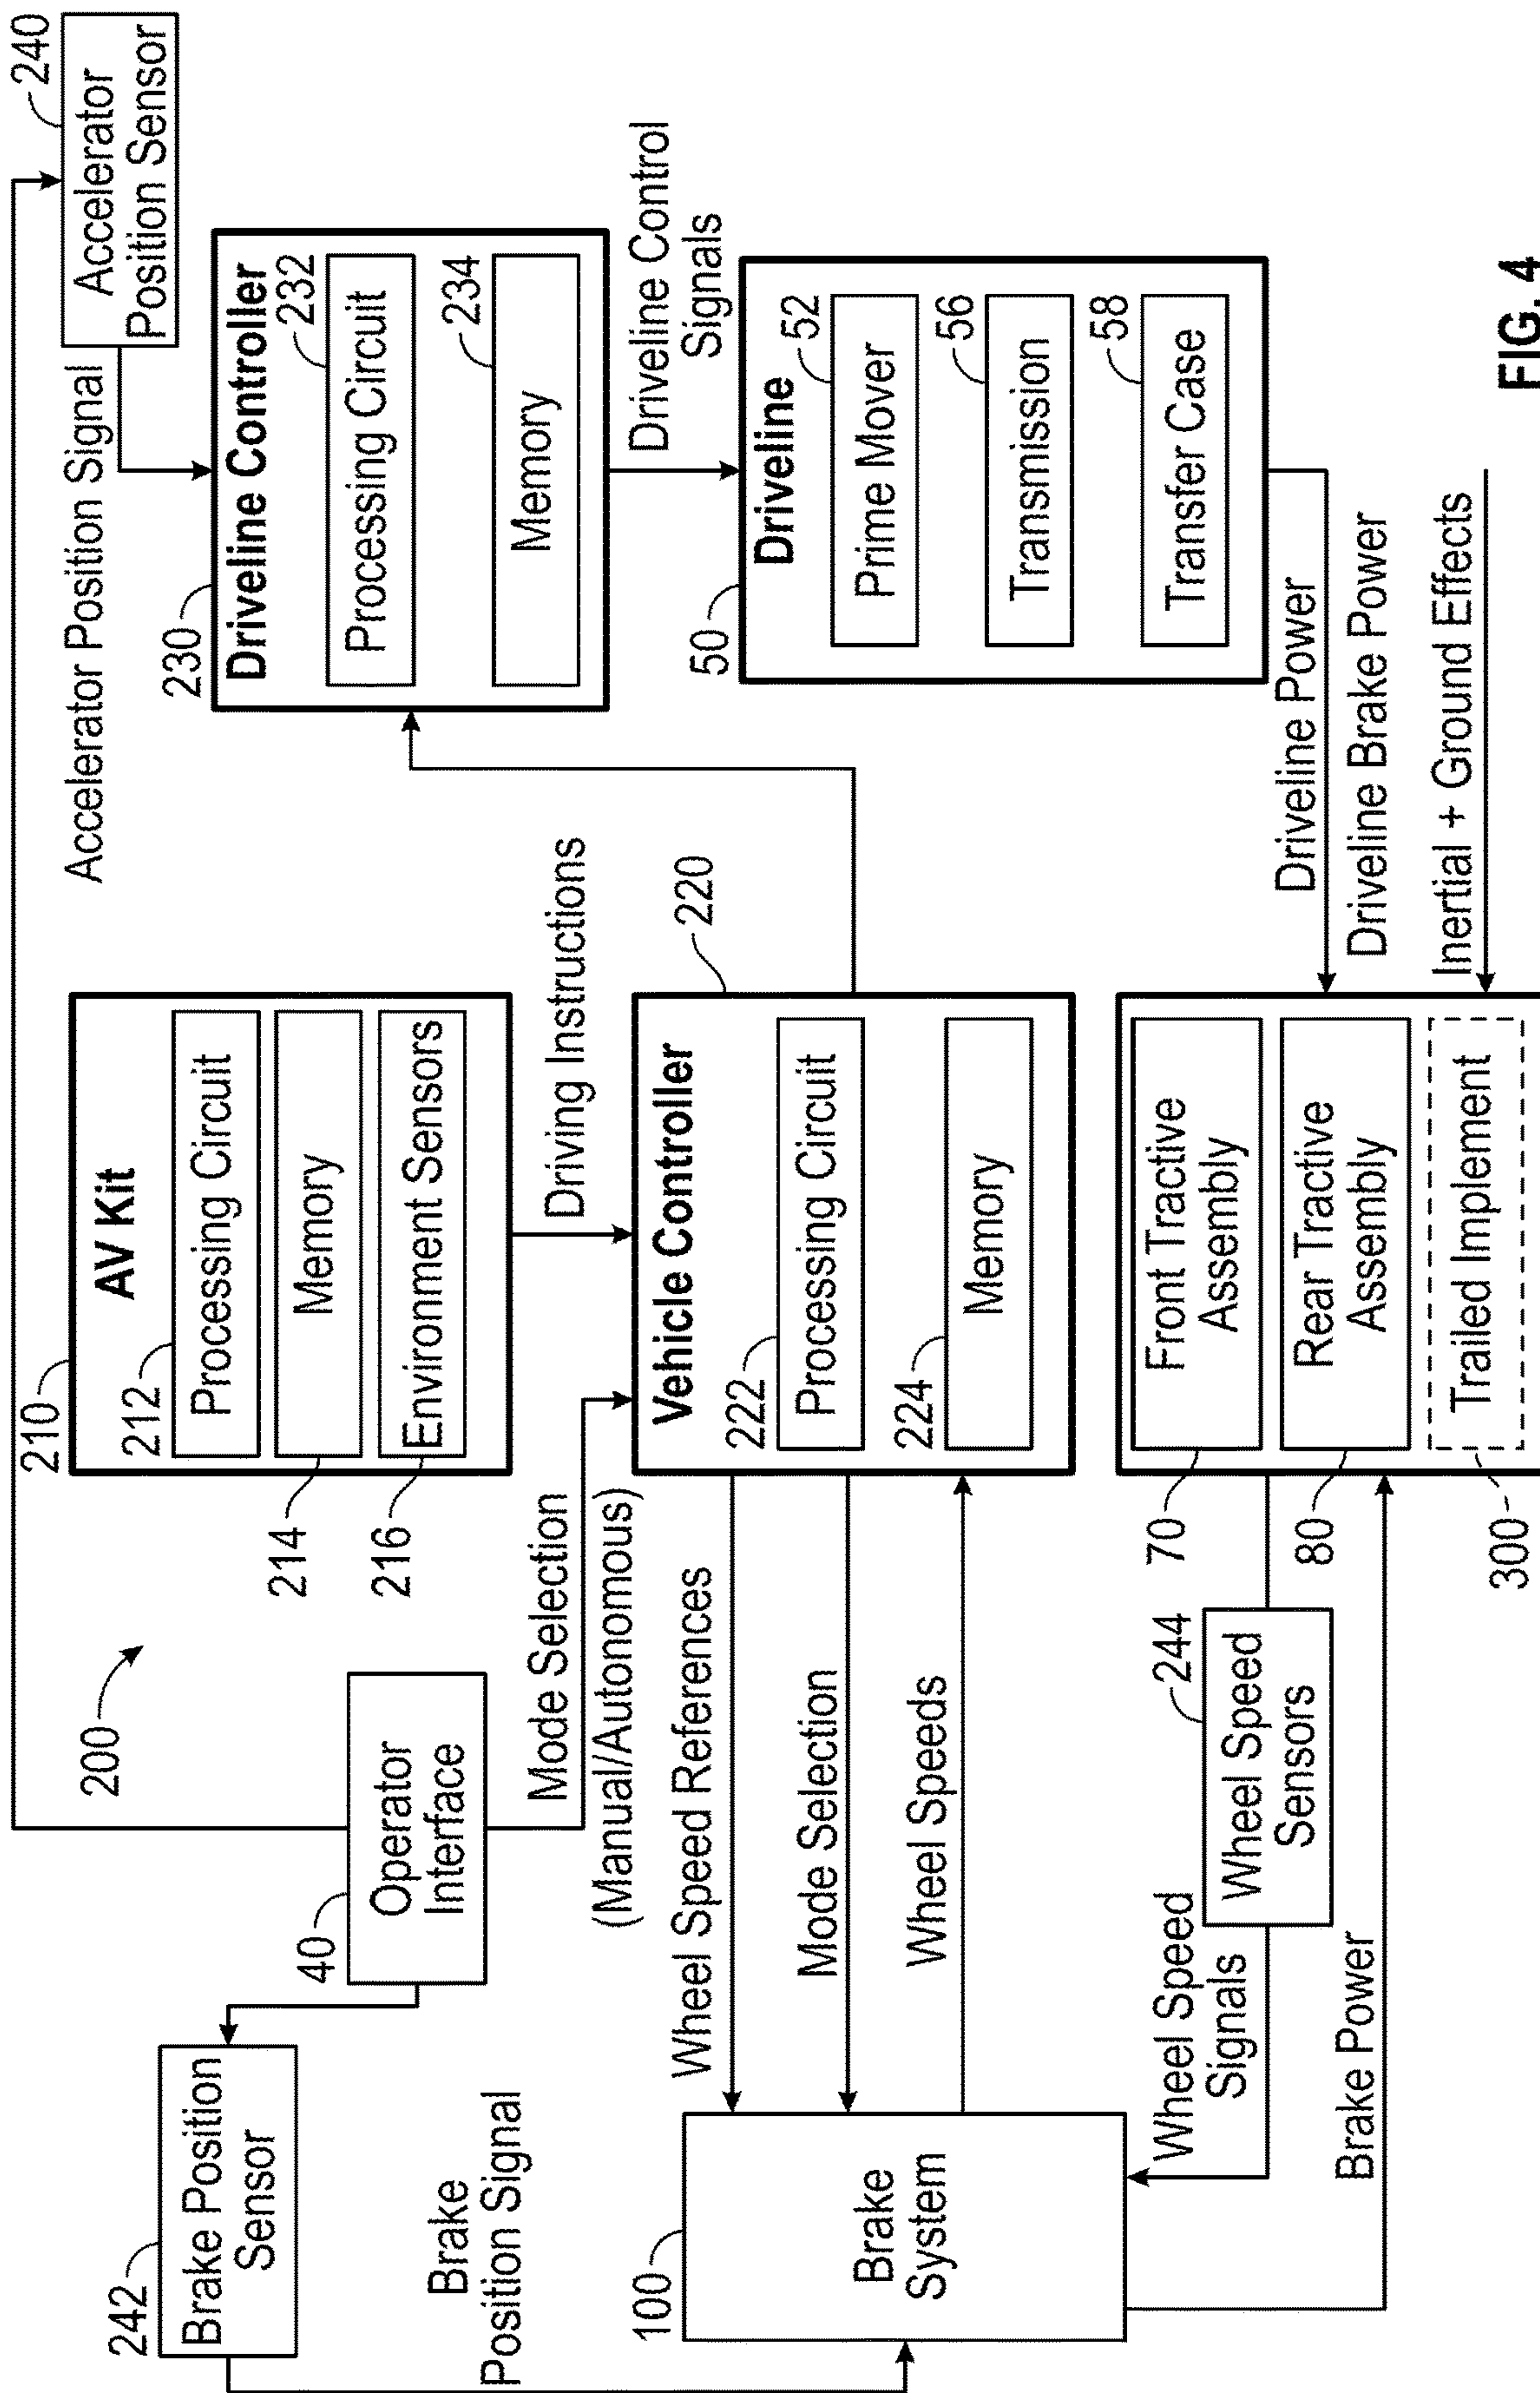 200
240
Accelerator
Position Sensor
Accelerator Position Signal
210
AV Kit
212
Processing Circuit
214
Memory
216
Environment Sensors
230
Driveline Controller
232
Processing Circuit
234
Memory
242
Brake Position
Sensor
40
Operator
Interface
Mode Selection
(Manual/Autonomous)
Driving Instructions
Driveline Control
Signals
Brake
Position Signal
220
Vehicle Controller
222
Processing Circuit
224
Memory
Wheel Speed References
Mode Selection
Wheel Speeds
100
Brake
System
50
Driveline
52
Prime Mover
56
Transmission
58
Transfer Case
Wheel Speed
Signals
244
Wheel Speed
Sensors
Brake Power
70
Front Tractive
Assembly
80
Rear Tractive
Assembly
300
Trailed Implement
Driveline Power
Driveline Brake Power
Inertial + Ground Effects
FIG. 4